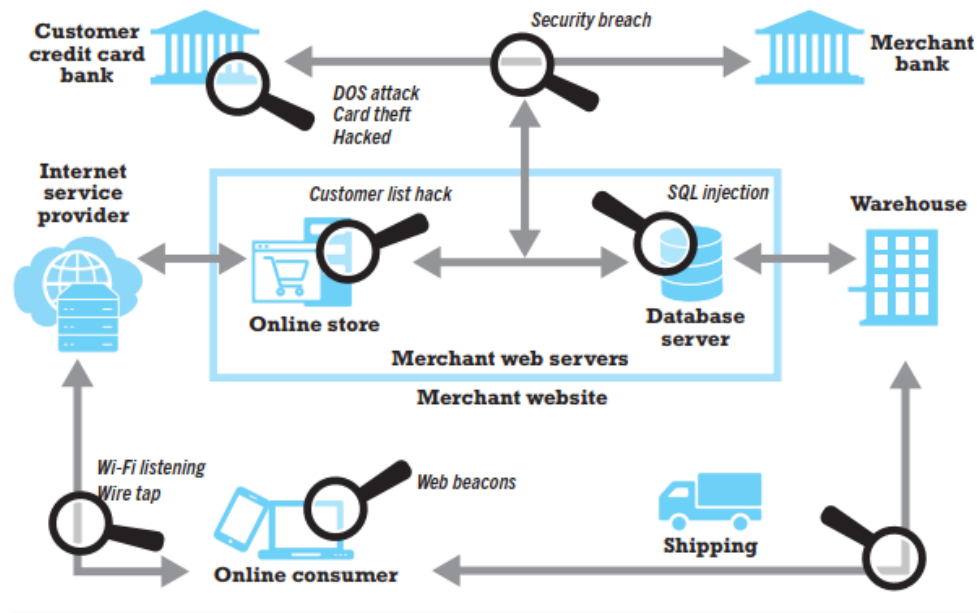 Security breach
Customer
credit card
bank
Merchant
bank
DOS attack
Card theft
Hacked
Internet
service
provider
Customer list hack
SQL injection
Warehouse
Online store
Database
server
Merchant web servers
Merchant website
Wi-Fi listening
Wire tap
Web beacons
Shipping
Online consumer